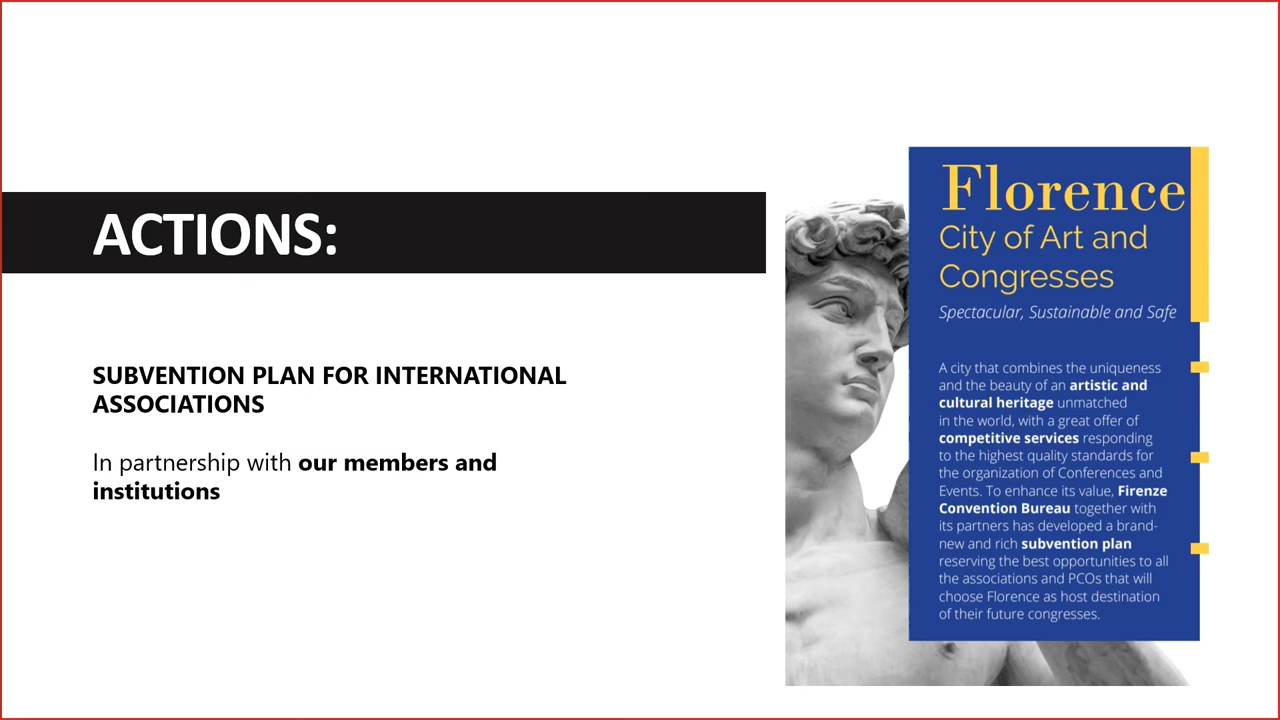 ACTIONS:
SUBVENTION PLAN FOR INTERNATIONAL
ASSOCIATIONS
In partnership with our members and
institutions
Florence
City of Art and
Congresses
Spectacular, Sustainable and Safe
A city that combines the uniqueness
and the beauty of an artistic and
cultural heritage unmatched
in the world, with a great offer of
competitive services responding
to the highest quality standards for
the organization of Conferences and
Events. To enhance its value, Firenze
Convention Bureau together with
its partners has developed a brand-
new and rich subvention plan
reserving the best opportunities to all
the associations and PCOs that will
choose Florence as host destination
of their future congresses.